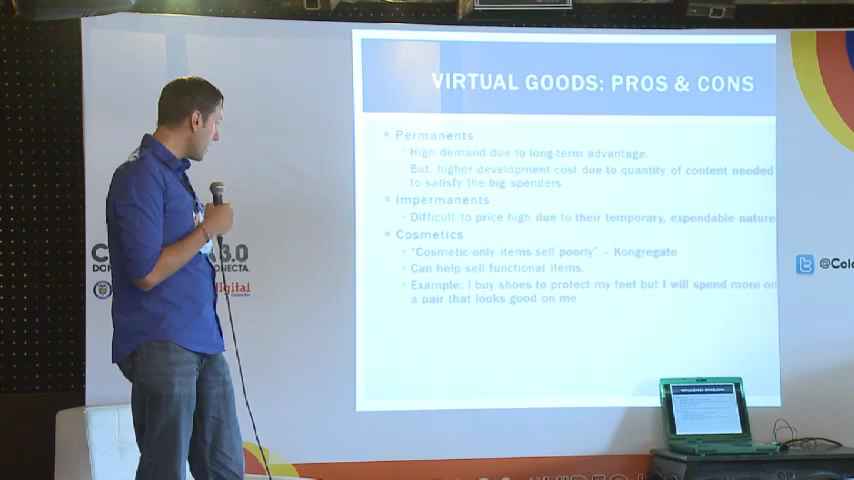 VIRTUAL GOODS: PROS & CONS
Permanents
High demand due to long-term advantage.
But, higher development cost due to quantity of content needed
to satisfy the big spenders.
Impermanents
Difficult to price high due to their temporary, expendable nature
Cosmetics
"Cosmetic-only items sell poorly" – Kongregate
Can help sell functional items.
Example: I buy shoes to protect my feet but I will spend more on
a pair that looks good on me.
3.0
digital
@Colo